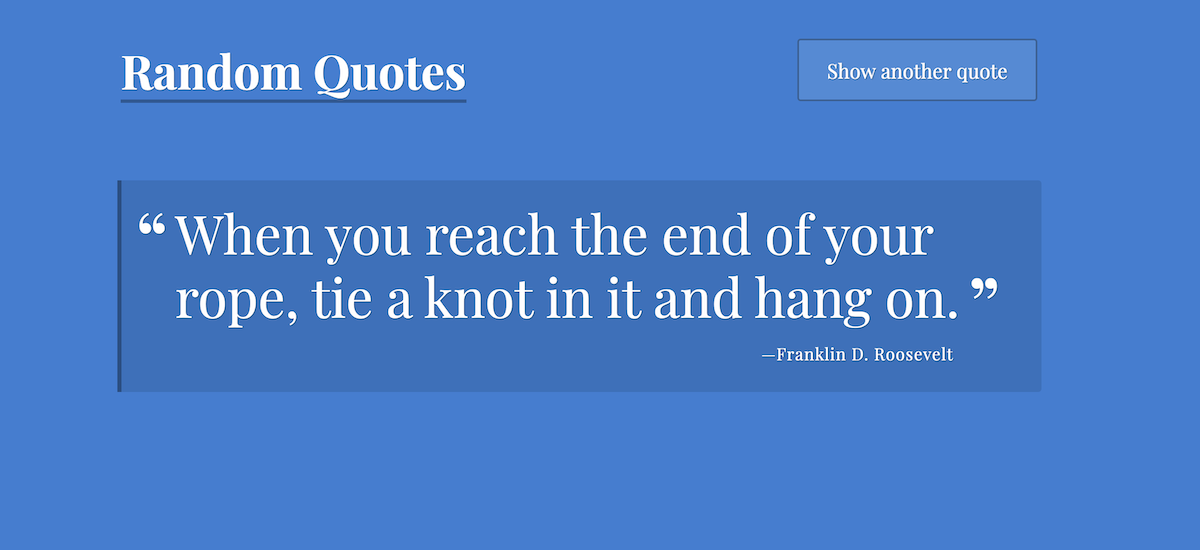 Random Quotes
Show another quote
“When you reach the end of your
rope, tie a knot in it and hang on.”
—Franklin D. Roosevelt